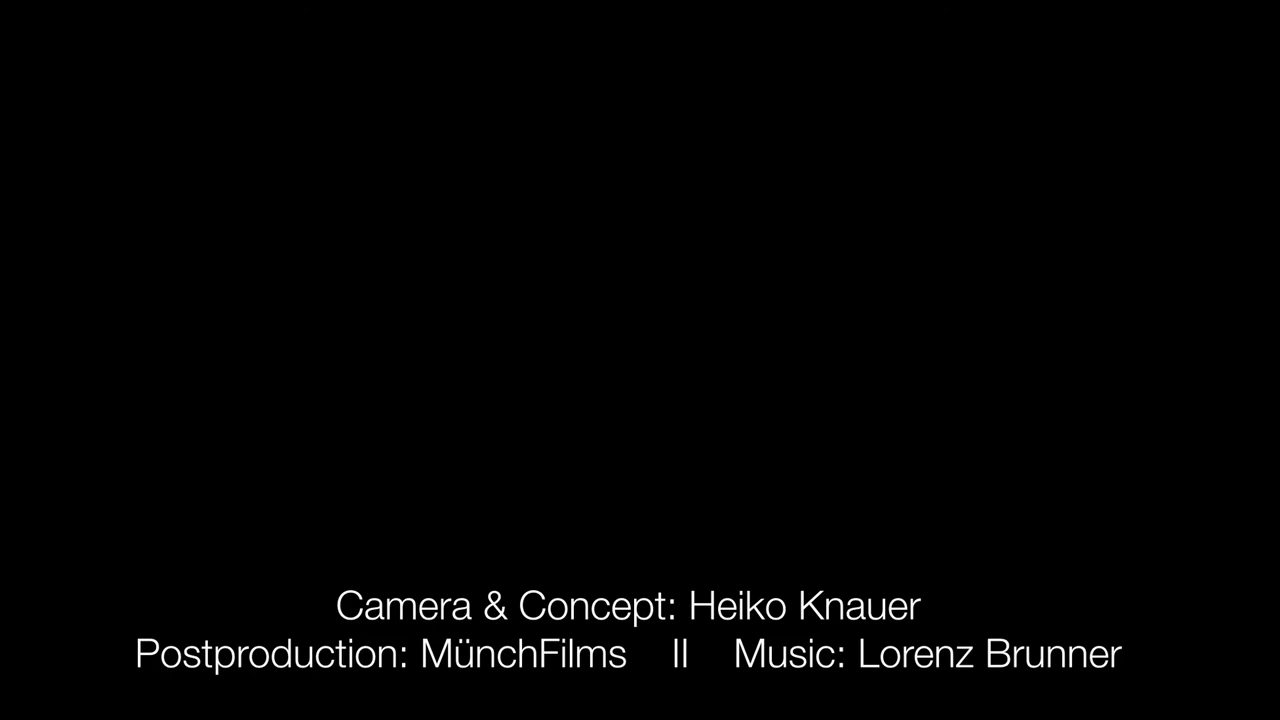 Camera & Concept: Heiko Knauer
Postproduction: MünchFilms II Music: Lorenz Brunner